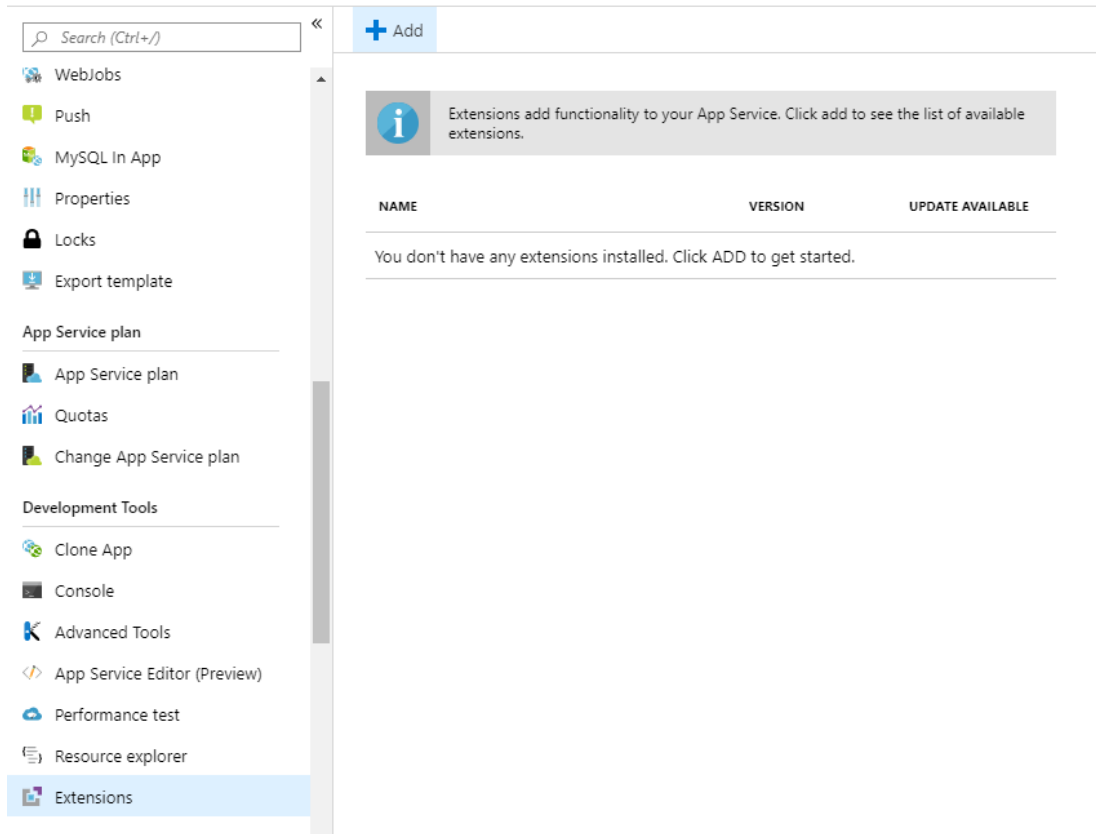 Search (Ctrl+/)
«
WebJobs
Push
MySQL In App
Properties
Locks
Export template
App Service plan
App Service plan
Quotas
Change App Service plan
Development Tools
Clone App
Console
Advanced Tools
App Service Editor (Preview)
Performance test
Resource explorer
Extensions
Add
Extensions add functionality to your App Service. Click add to see the list of available
extensions.
NAME VERSION UPDATE AVAILABLE
You don't have any extensions installed. Click ADD to get started.